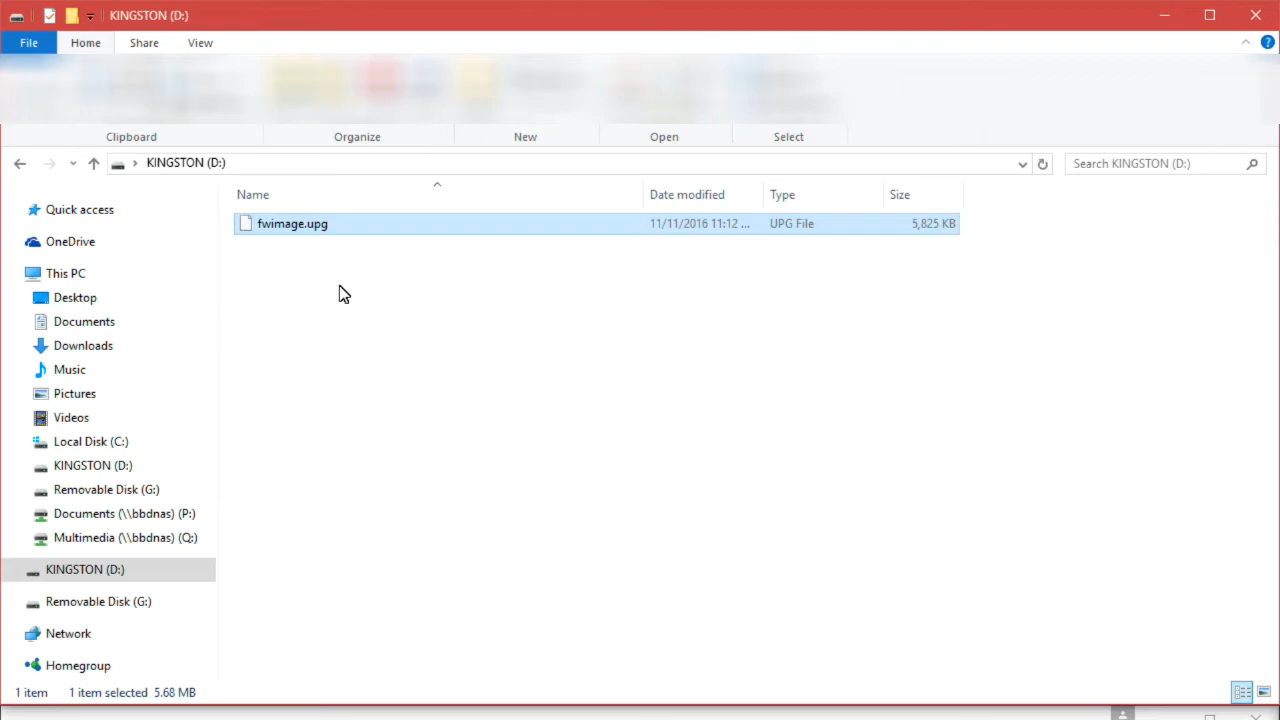 KINGSTON (D:)
File Home Share View
Clipboard Organize New Open Select
KINGSTON (D:) Search KINGSTON (D:)
Name Date modified Type Size
fwimage.upg 11/11/2016 11:12 ... UPG File 5,825 KB
Quick access
OneDrive
This PC
Desktop
Documents
Downloads
Music
Pictures
Videos
Local Disk (C:)
KINGSTON (D:)
Removable Disk (G:)
Documents (\\bbdnas) (P:)
Multimedia (\\bbdnas) (Q:)
KINGSTON (D:)
Removable Disk (G:)
Network
Homegroup
1 item 1 item selected 5.68 MB